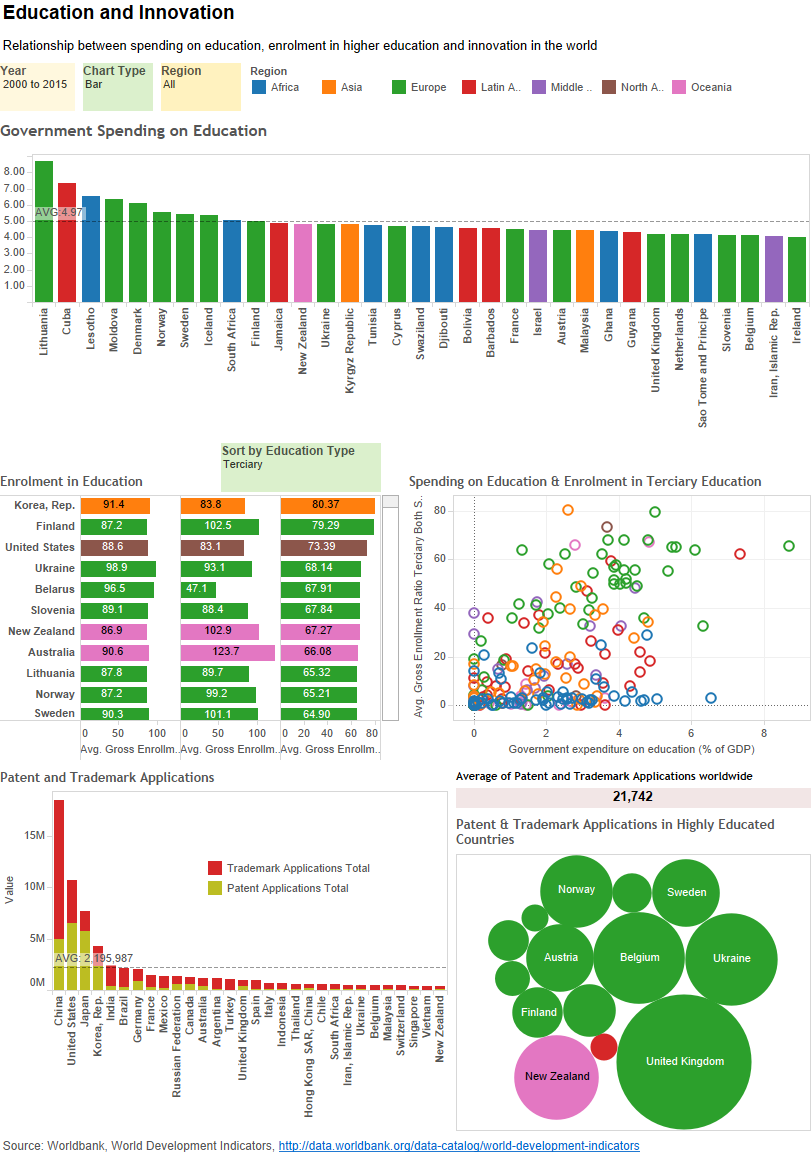 Education and Innovation
Relationship between spending on education, enrolment in higher education and innovation in the world
Year
2000 to 2015
Chart Type
Bar
Region
All
Region
Africa
Asia
Europe
Latin A..
Middle ..
North A..
Oceania
Government Spending on Education
8.00
7.00
6.00
5.00
4.00
3.00
2.00
1.00
AVG:4.97
Lithuania
Cuba
Lesotho
Moldova
Denmark
Norway
Sweden
Iceland
South Africa
Finland
Jamaica
New Zealand
Ukraine
Kyrgyz Republic
Tunisia
Cyprus
Swaziland
Djibouti
Bolivia
Barbados
France
Israel
Austria
Malaysia
Ghana
Guyana
United Kingdom
Netherlands
Sao Tome and Principe
Slovenia
Belgium
Iran, Islamic Rep.
Ireland
Sort by Education Type
Terciary
Enrolment in Education
Korea, Rep. 91.4 83.8 80.37
Finland 87.2 102.5 79.29
United States 88.6 83.1 73.39
Ukraine 98.9 93.1 68.14
Belarus 96.5 47.1 67.91
Slovenia 89.1 88.4 67.84
New Zealand 86.9 102.9 67.27
Australia 90.6 123.7 66.08
Lithuania 87.8 89.7 65.32
Norway 87.2 99.2 65.21
Sweden 90.3 101.1 64.90
0 50 100 0 50 100 0 20 40 60 80
Avg. Gross Enrollm.. Avg. Gross Enrollm.. Avg. Gross Enrollm..
Spending on Education & Enrolment in Terciary Education
Avg. Gross Enrollment Ratio Terciary Both S..
80
60
40
20
0
0 2 4 6 8
Government expenditure on education (% of GDP)
Patent and Trademark Applications
Value
15M
10M
5M
0M
Trademark Applications Total
Patent Applications Total
AVG: 2,195,987
China
United States
Japan
Korea, Rep.
India
Brazil
Germany
France
Mexico
Russian Federation
Canada
Australia
Argentina
Turkey
United Kingdom
Spain
Italy
Indonesia
Thailand
Hong Kong SAR, China
Chile
South Africa
Iran, Islamic Rep.
Ukraine
Belgium
Malaysia
Switzerland
Singapore
Vietnam
New Zealand
Average of Patent and Trademark Applications worldwide
21,742
Patent & Trademark Applications in Highly Educated
Countries
Norway
Sweden
Austria
Belgium
Ukraine
Finland
United Kingdom
New Zealand
Source: Worldbank, World Development Indicators, http://data.worldbank.org/data-catalog/world-development-indicators